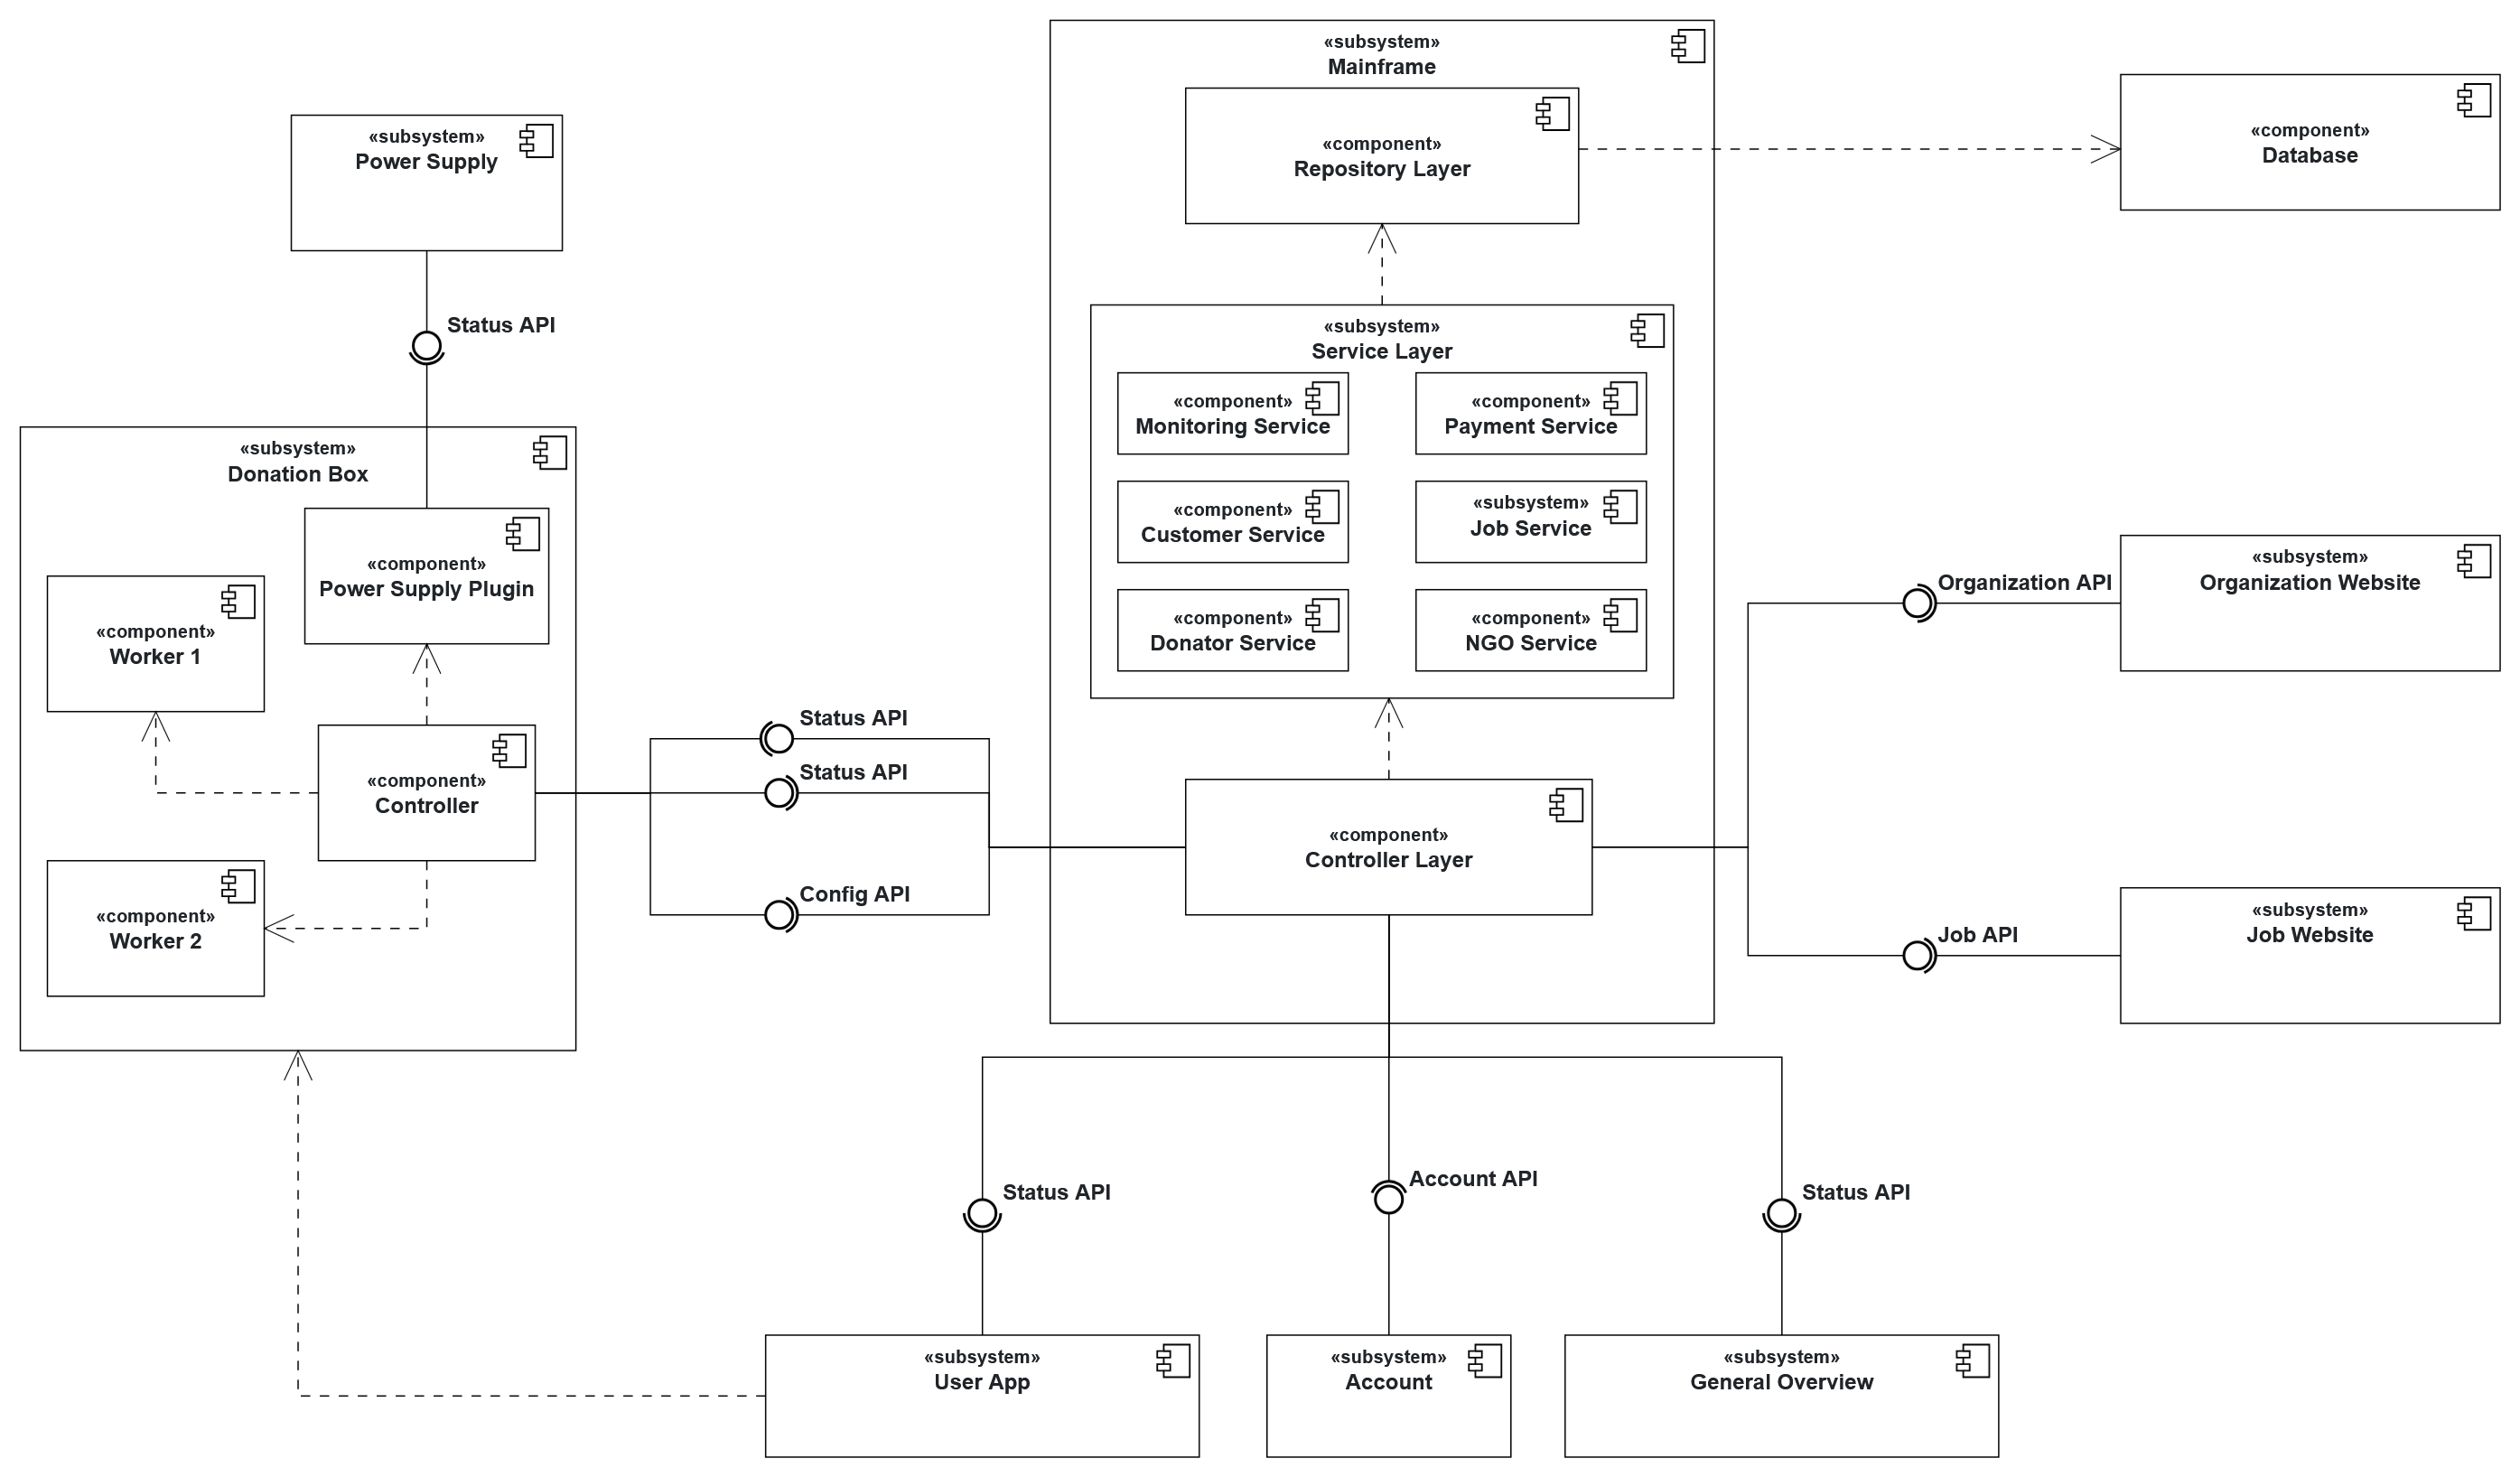 «subsystem»
Mainframe
«component»
Repository Layer
«component»
Database
«subsystem»
Power Supply
Status API
«subsystem»
Service Layer
«component»
Monitoring Service
«component»
Payment Service
«component»
Customer Service
«subsystem»
Job Service
«component»
Donator Service
«component»
NGO Service
«subsystem»
Donation Box
«component»
Power Supply Plugin
«component»
Worker 1
«component»
Controller
«component»
Worker 2
Status API
Status API
Config API
«component»
Controller Layer
Organization API
«subsystem»
Organization Website
Job API
«subsystem»
Job Website
Status API
Account API
Status API
«subsystem»
User App
«subsystem»
Account
«subsystem»
General Overview